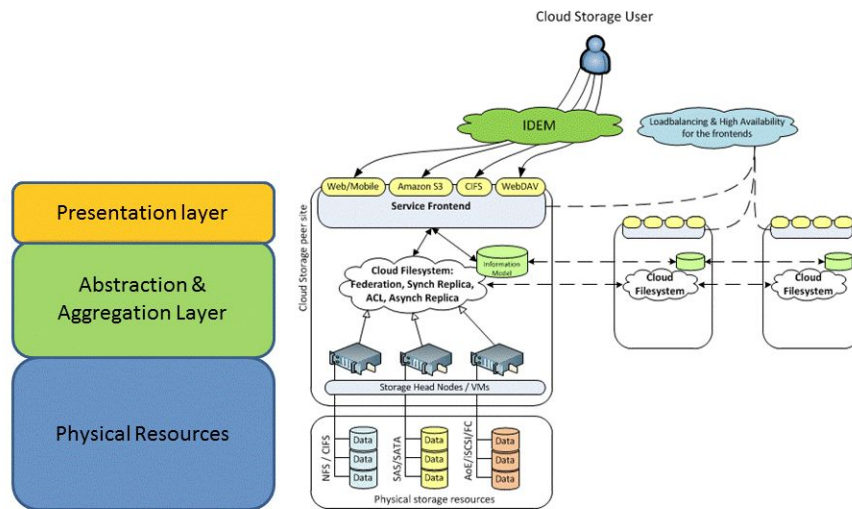 Cloud Storage User
IDEM
Loadbalancing & High Availability
for the frontends
Web/Mobile
Amazon S3
CIFS
WebDAV
Service Frontend
Presentation layer
Cloud Storage peer site
Information
Model
Cloud Filesystem:
Federation, Synch Replica,
ACL, Asynch Replica
Cloud
Filesystem
Cloud
Filesystem
Abstraction &
Aggregation Layer
Storage Head Nodes / VMs
Physical Resources
NFS / CIFS
Data
Data
Data
SAS/SATA
Data
Data
Data
AoE/iSCSI/FC
Data
Data
Data
Physical storage resources